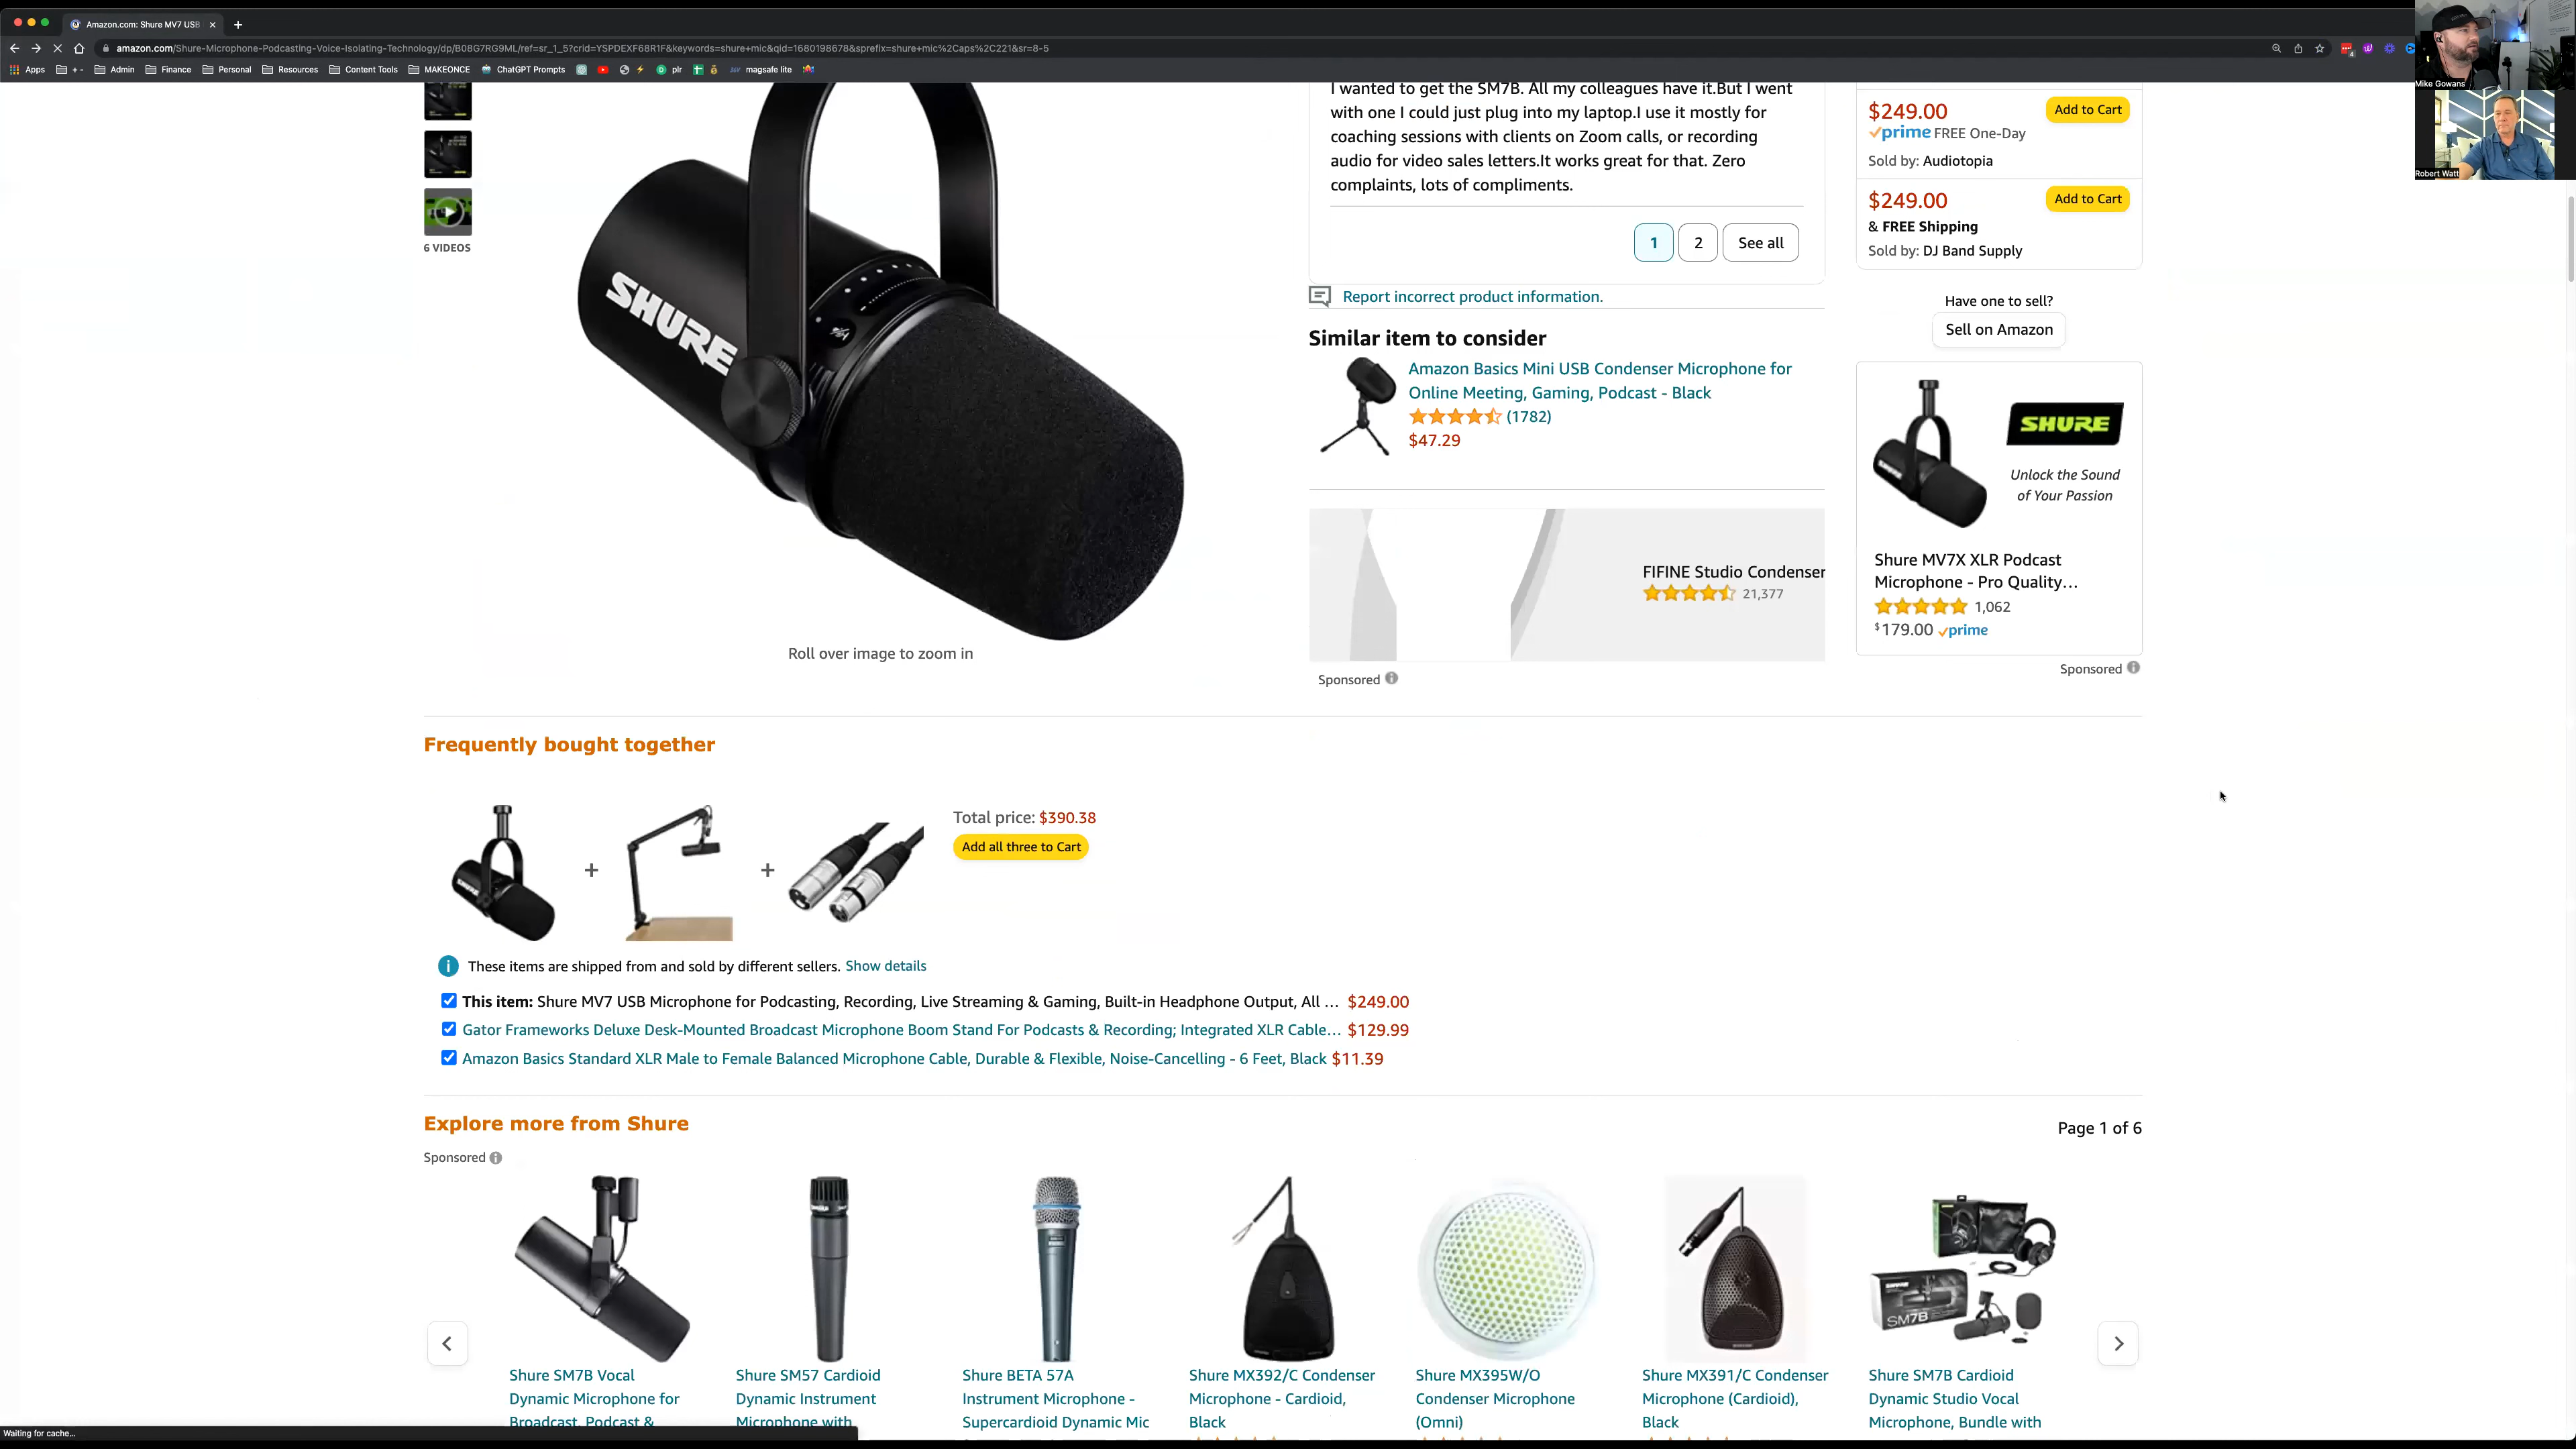 Amazon.com: Shure MV7 USB
amazon.com/Shure-Microphone-Podcasting-Voice-Isolating-Technology/dp/B08G7RG9ML/ref=sr_1_5?crid=YSPDEXF68R1F&keywords=shure+mic&qid=1680198678&sprefix=shure+mic%2Caps%2C221&sr=8-5
Apps + - Admin Finance Personal Resources Content Tools MAKEONCE ChatGPT Prompts plr magsafe lite
Mike Gowans
Robert Watt
6 VIDEOS
SHURE
Roll over image to zoom in
I wanted to get the SM7B. All my colleagues have it.But I went
with one I could just plug into my laptop.I use it mostly for
coaching sessions with clients on Zoom calls, or recording
audio for video sales letters.It works great for that. Zero
complaints, lots of compliments.
1 2 See all
Report incorrect product information.
Similar item to consider
Amazon Basics Mini USB Condenser Microphone for
Online Meeting, Gaming, Podcast - Black
(1782)
$47.29
FIFINE Studio Condenser
21,377
Sponsored
$249.00 Add to Cart
prime FREE One-Day
Sold by: Audiotopia
$249.00 Add to Cart
& FREE Shipping
Sold by: DJ Band Supply
Have one to sell?
Sell on Amazon
SHURE
Unlock the Sound
of Your Passion
Shure MV7X XLR Podcast
Microphone - Pro Quality…
1,062
$179.00 prime
Sponsored
Frequently bought together
SHURE
+ +
Total price: $390.38
Add all three to Cart
These items are shipped from and sold by different sellers. Show details
This item: Shure MV7 USB Microphone for Podcasting, Recording, Live Streaming & Gaming, Built-in Headphone Output, All … $249.00
Gator Frameworks Deluxe Desk-Mounted Broadcast Microphone Boom Stand For Podcasts & Recording; Integrated XLR Cable… $129.99
Amazon Basics Standard XLR Male to Female Balanced Microphone Cable, Durable & Flexible, Noise-Cancelling - 6 Feet, Black $11.39
Explore more from Shure
Page 1 of 6
Sponsored
SM7B
Shure SM7B Vocal
Dynamic Microphone for
Broadcast, Podcast &
Shure SM57 Cardioid
Dynamic Instrument
Microphone with
Shure BETA 57A
Instrument Microphone -
Supercardioid Dynamic Mic
Shure MX392/C Condenser
Microphone - Cardioid,
Black
Shure MX395W/O
Condenser Microphone
(Omni)
Shure MX391/C Condenser
Microphone (Cardioid),
Black
Shure SM7B Cardioid
Dynamic Studio Vocal
Microphone, Bundle with
Waiting for cache…